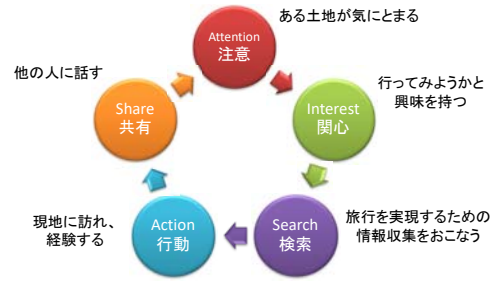 Attention
注意
ある土地が気にとまる
Interest
関心
行ってみようかと
興味を持つ
Search
検索
旅行を実現するための
情報収集をおこなう
Action
行動
現地に訪れ、
経験する
Share
共有
他の人に話す